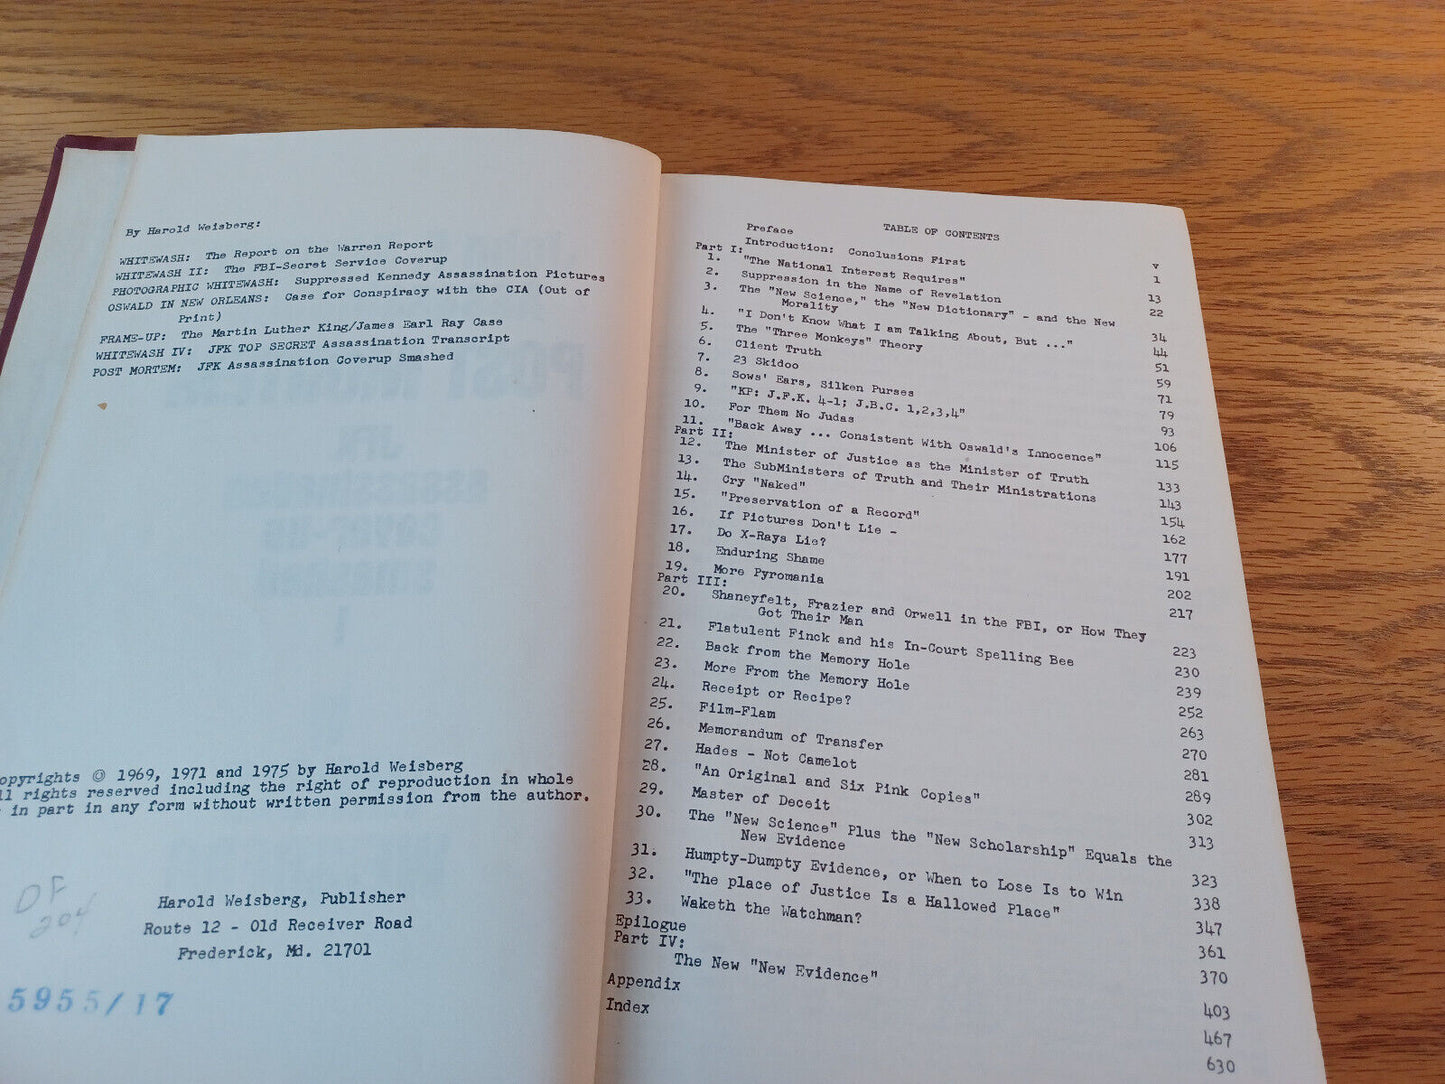 By Harold Weisberg:
WHITEWASH: The Report on the Warren Report
WHITEWASH II: The FBI-Secret Service Coverup
PHOTOGRAPHIC WHITEWASH: Suppressed Kennedy Assassination Pictures
OSWALD IN NEW ORLEANS: Case for Conspiracy with the CIA (Out of
Print)
FRAME-UP: The Martin Luther King/James Earl Ray Case
WHITEWASH IV: JFK TOP SECRET Assassination Transcript
POST MORTEM: JFK Assassination Coverup Smashed
opyrights © 1969, 1971 and 1975 by Harold Weisberg
ll rights reserved including the right of reproduction in whole
in part in any form without written permission from the author.
DF
204
Harold Weisberg, Publisher
Route 12 - Old Receiver Road
Frederick, Md. 21701
5955/17
TABLE OF CONTENTS
Preface v
Introduction: Conclusions First 1
Part I:
1. "The National Interest Requires" 13
2. Suppression in the Name of Revelation 22
3. The "New Science," the "New Dictionary" - and the New
Morality 34
4. "I Don't Know What I am Talking About, But ..." 44
5. The "Three Monkeys" Theory 51
6. Client Truth 59
7. 23 Skidoo 71
8. Sows' Ears, Silken Purses 79
9. "KP: J.F.K. 4-1; J.B.C. 1,2,3,4" 93
10. For Them No Judas 106
11. "Back Away ... Consistent With Oswald's Innocence" 115
Part II:
12. The Minister of Justice as the Minister of Truth 133
13. The SubMinisters of Truth and Their Ministrations 143
14. Cry "Naked" 154
15. "Preservation of a Record" 162
16. If Pictures Don't Lie - 177
17. Do X-Rays Lie? 191
18. Enduring Shame 202
19. More Pyromania 217
Part III:
20. Shaneyfelt, Frazier and Orwell in the FBI, or How They
Got Their Man 223
21. Flatulent Finck and his In-Court Spelling Bee 230
22. Back from the Memory Hole 239
23. More From the Memory Hole 252
24. Receipt or Recipe? 263
25. Film-Flam 270
26. Memorandum of Transfer 281
27. Hades - Not Camelot 289
28. "An Original and Six Pink Copies" 302
29. Master of Deceit 313
30. The "New Science" Plus the "New Scholarship" Equals the
New Evidence 323
31. Humpty-Dumpty Evidence, or When to Lose Is to Win 338
32. "The place of Justice Is a Hallowed Place" 347
33. Waketh the Watchman? 361
Epilogue 370
Part IV:
The New "New Evidence" 403
Appendix 467
Index 630